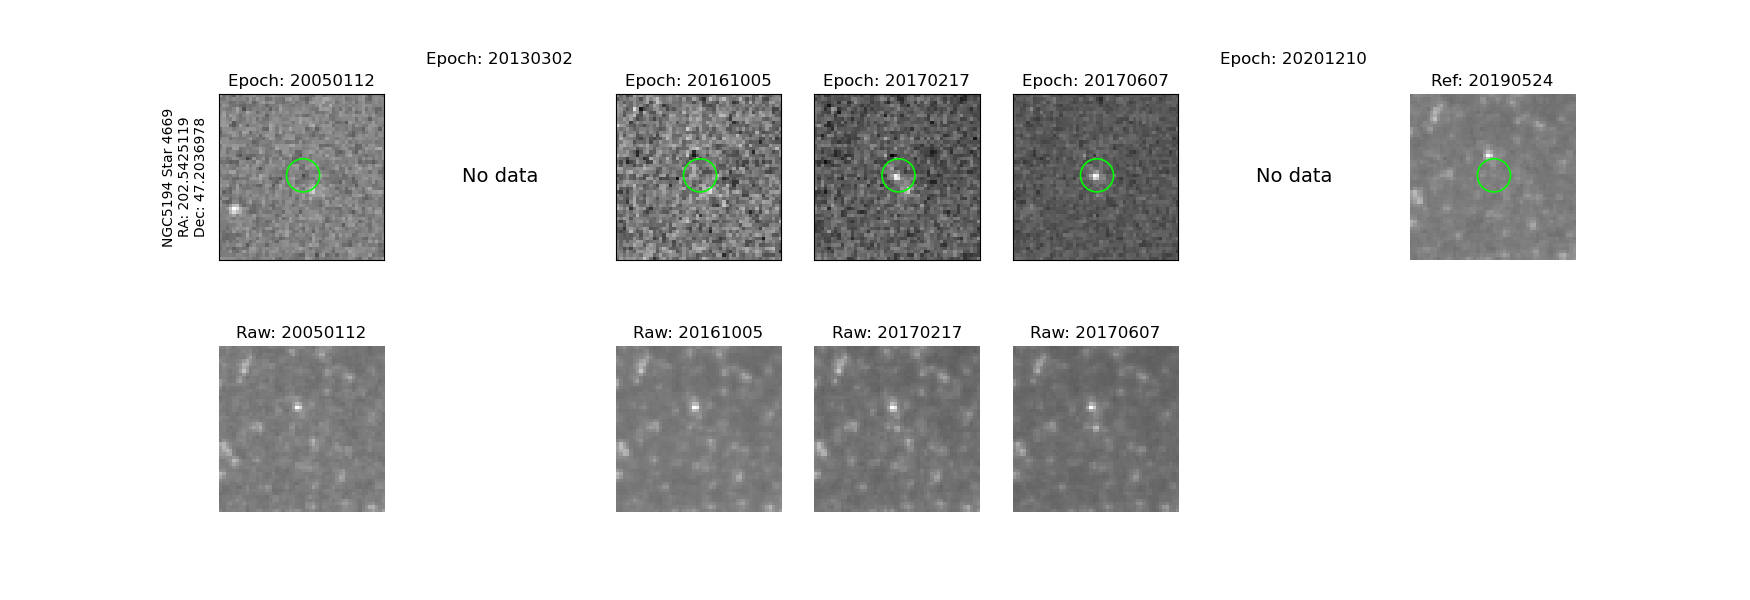 Epoch: 20050112
Epoch: 20130302
Epoch: 20161005
Epoch: 20170217
Epoch: 20170607
Epoch: 20201210
Ref: 20190524
NGC5194 Star 4669
RA: 202.5425119
Dec: 47.2036978
No data
No data
Raw: 20050112
Raw: 20161005
Raw: 20170217
Raw: 20170607